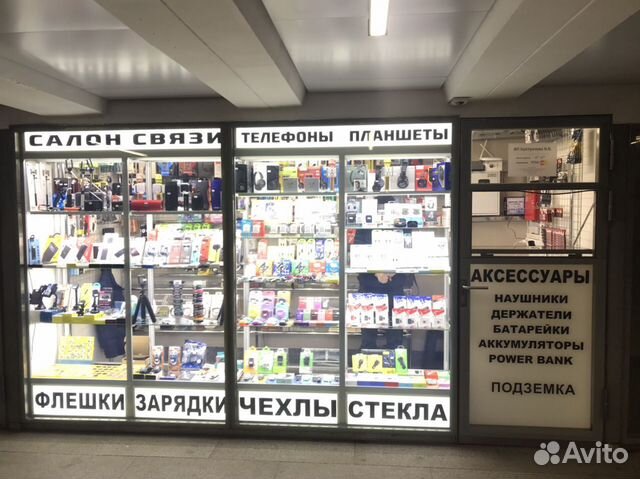 САЛОН СВЯЗИ
ТЕЛЕФОНЫ ПЛАНШЕТЫ
АКСЕССУАРЫ
НАУШНИКИ
ДЕРЖАТЕЛИ
БАТАРЕЙКИ
АККУМУЛЯТОРЫ
POWER BANK
ПОДЗЕМКА
ФЛЕШКИ
ЗАРЯДКИ
ЧЕХЛЫ
СТЕКЛА
Avito